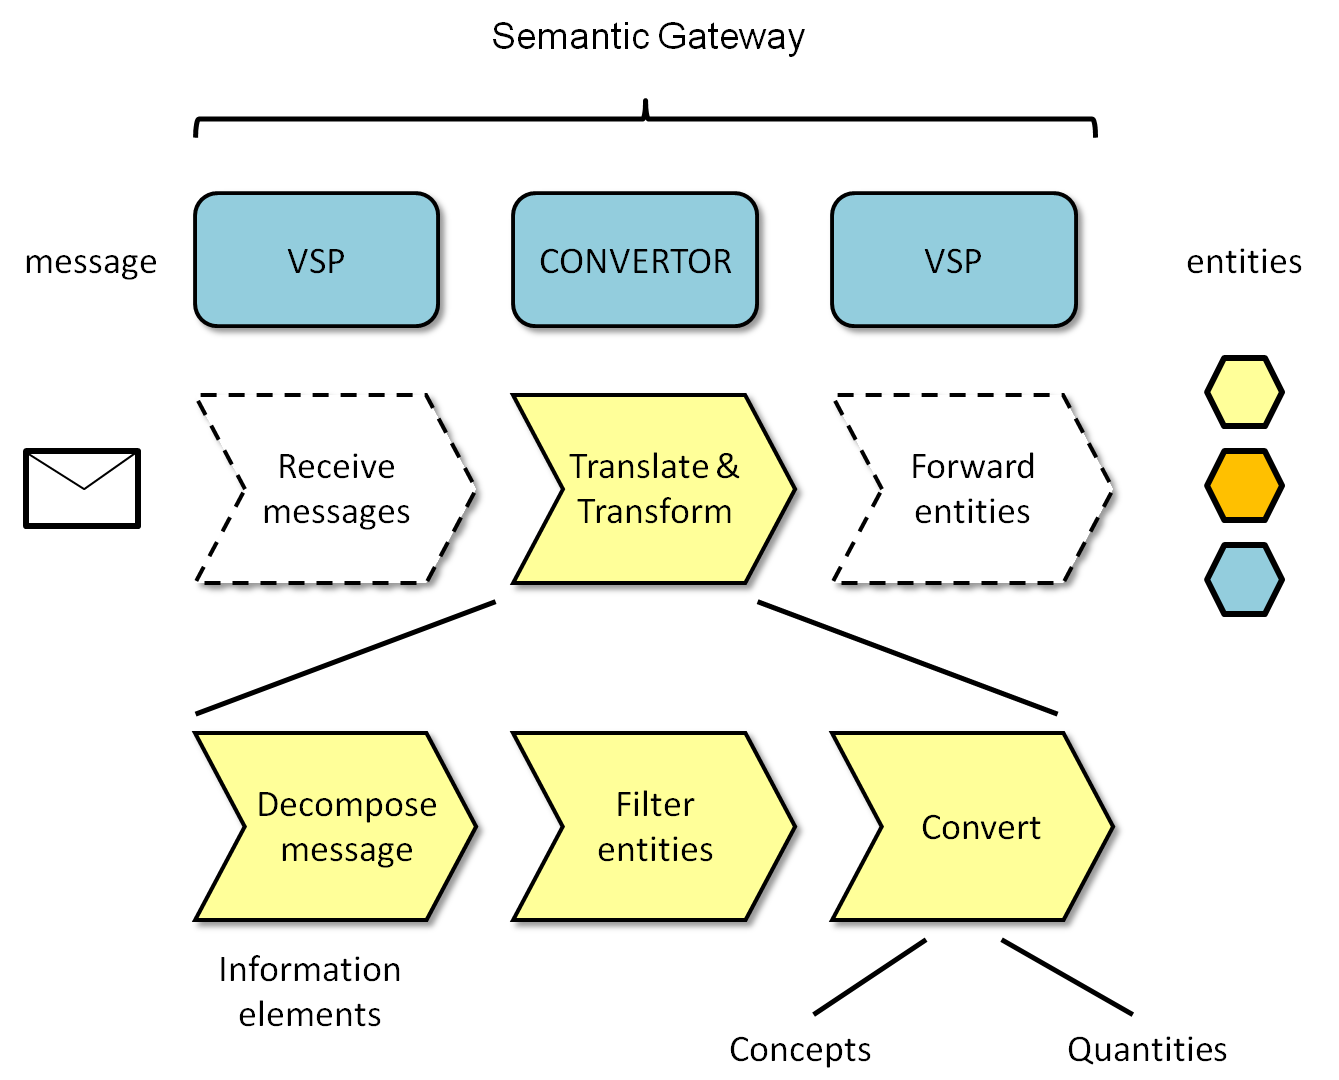 Semantic Gateway
message
VSP
CONVERTOR
VSP
entities
Receive
messages
Translate &
Transform
Forward
entities
Decompose
message
Filter
entities
Convert
Information
elements
Concepts
Quantities